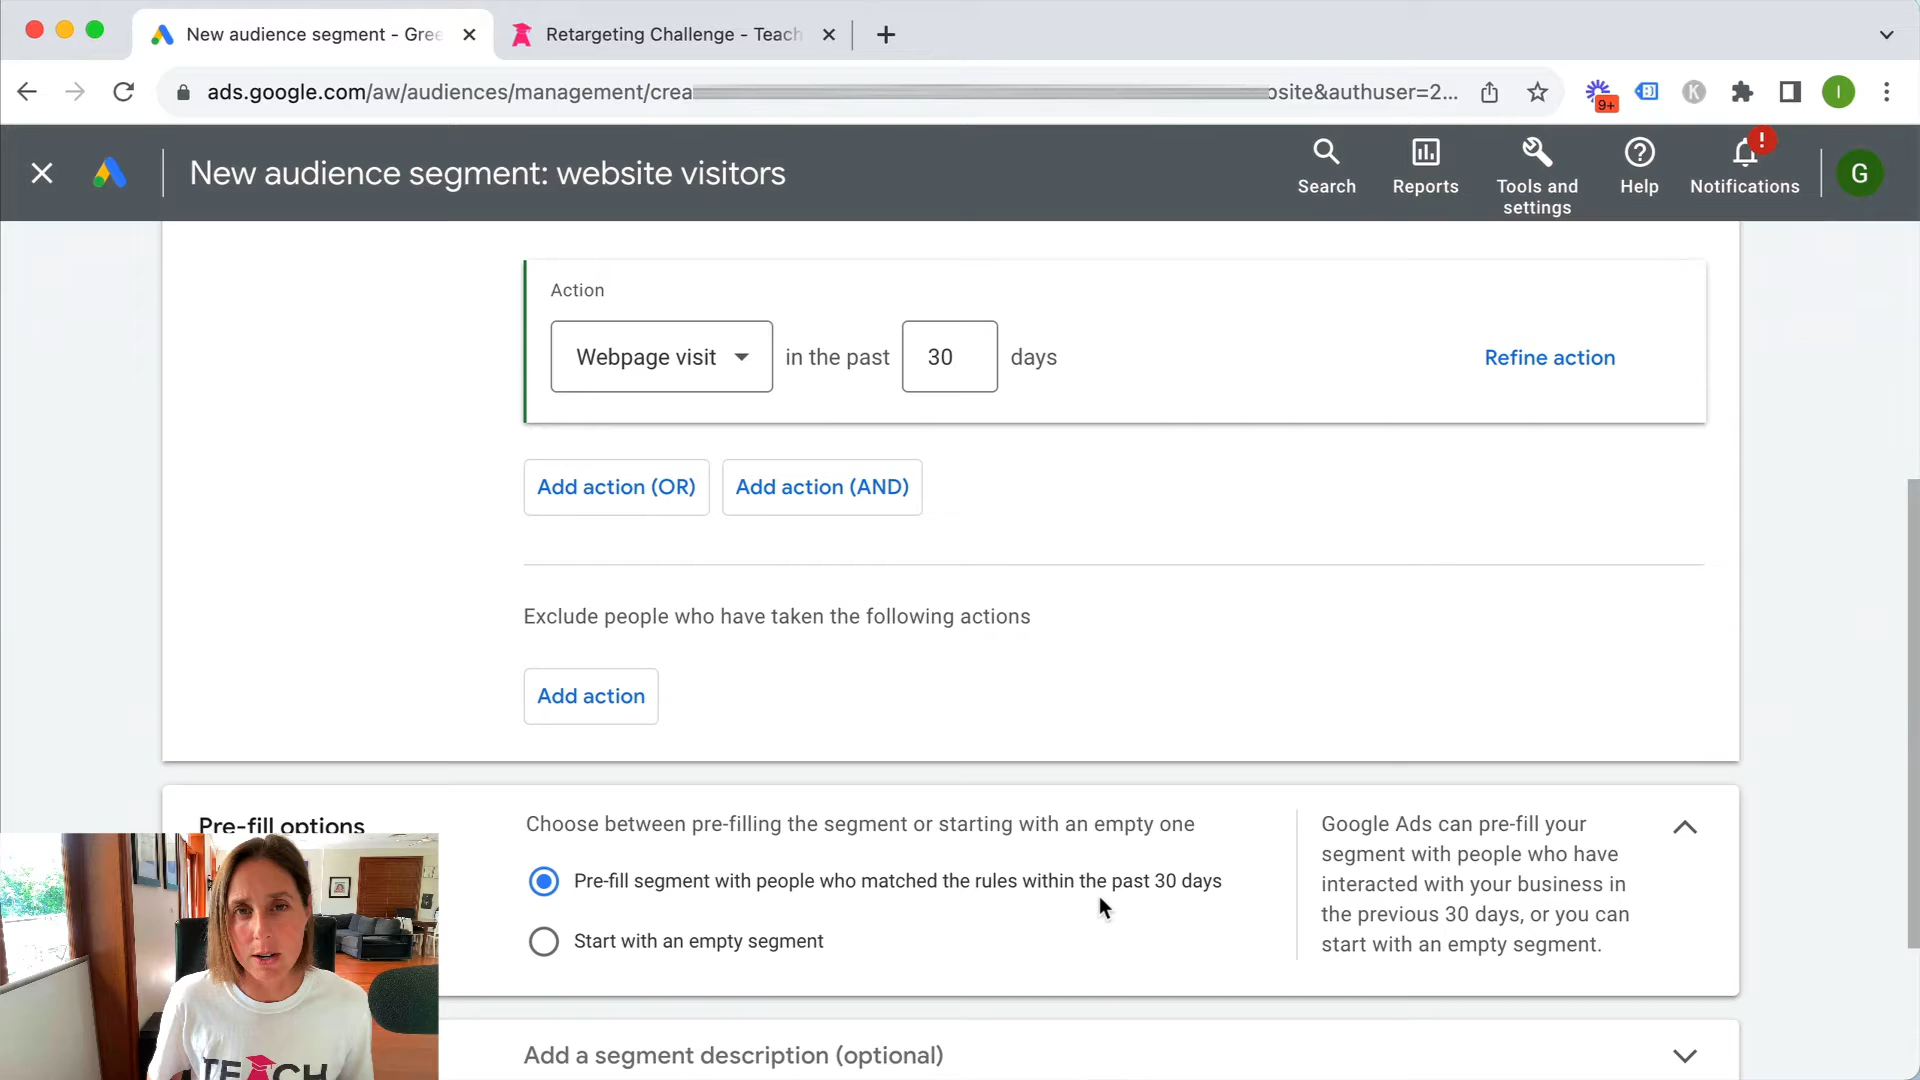 New audience segment - Gree
Retargeting Challenge - Teach
ads.google.com/aw/audiences/management/crea
osite&authuser=2...
9+
K
I
New audience segment: website visitors
Search
Reports
Tools and settings
Help
!
Notifications
G
Action
Webpage visit in the past 30 days
Refine action
Add action (OR)
Add action (AND)
Exclude people who have taken the following actions
Add action
Pre-fill options
Choose between pre-filling the segment or starting with an empty one
Pre-fill segment with people who matched the rules within the past 30 days
Start with an empty segment
Google Ads can pre-fill your
segment with people who have
interacted with your business in
the previous 30 days, or you can
start with an empty segment.
Add a segment description (optional)
TEACH